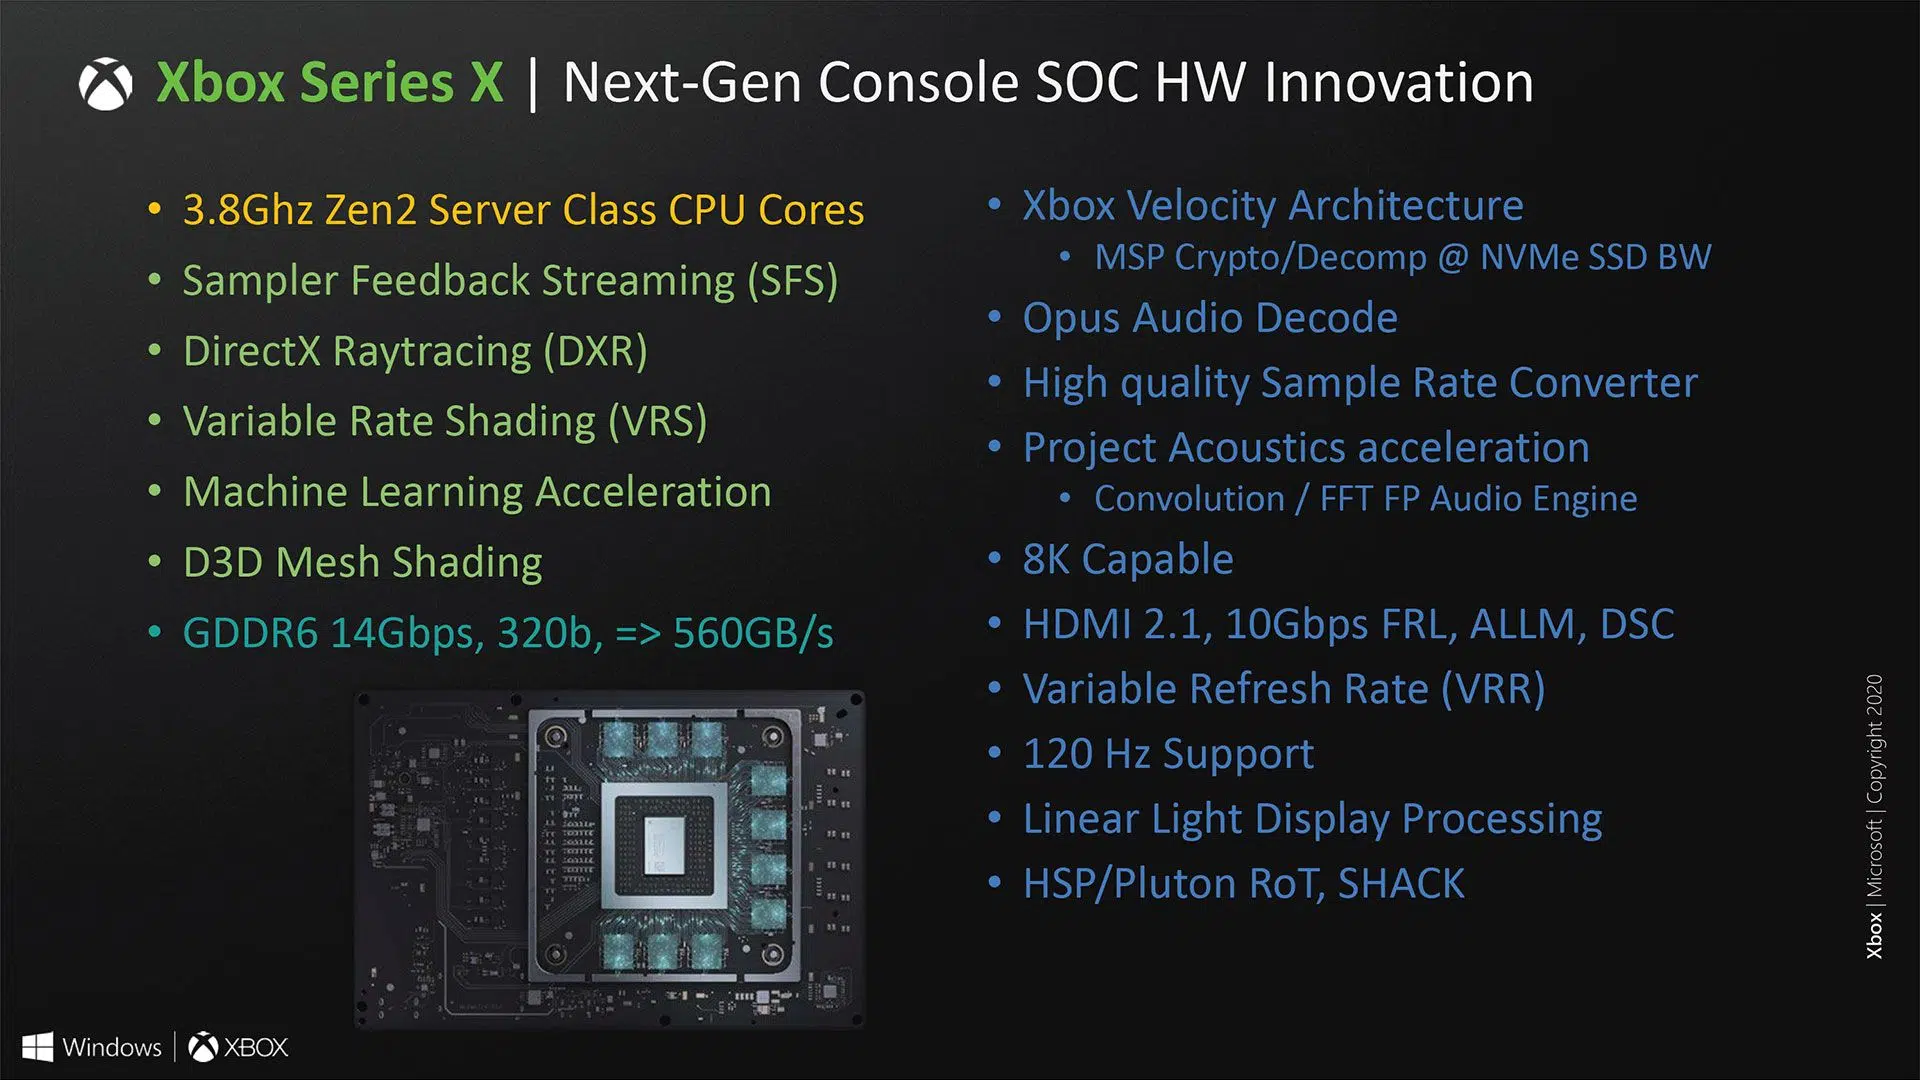 Xbox Series X | Next-Gen Console SOC HW Innovation
• 3.8Ghz Zen2 Server Class CPU Cores
• Sampler Feedback Streaming (SFS)
• DirectX Raytracing (DXR)
• Variable Rate Shading (VRS)
• Machine Learning Acceleration
• D3D Mesh Shading
• GDDR6 14Gbps, 320b, => 560GB/s
• Xbox Velocity Architecture
• MSP Crypto/Decomp @ NVMe SSD BW
• Opus Audio Decode
• High quality Sample Rate Converter
• Project Acoustics acceleration
• Convolution / FFT FP Audio Engine
• 8K Capable
• HDMI 2.1, 10Gbps FRL, ALLM, DSC
• Variable Refresh Rate (VRR)
• 120 Hz Support
• Linear Light Display Processing
• HSP/Pluton RoT, SHACK
Xbox | Microsoft | Copyright 2020
Windows | XBOX